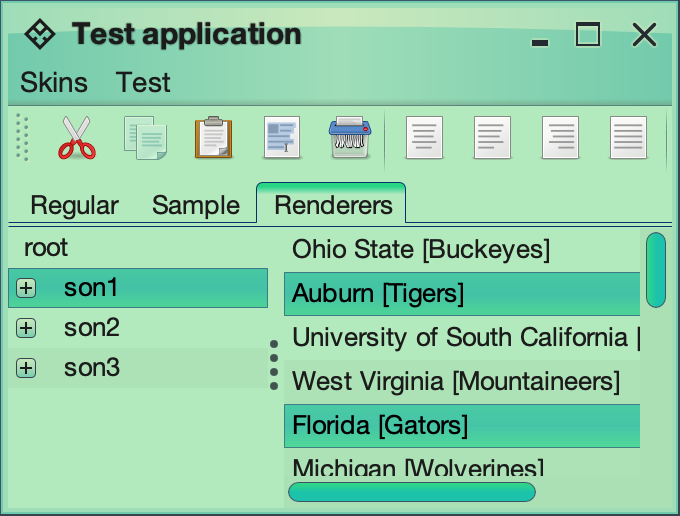 Test application
Skins Test
Regular Sample Renderers
root
son1
son2
son3
Ohio State [Buckeyes]
Auburn [Tigers]
University of South California [
West Virginia [Mountaineers]
Florida [Gators]
Michigan [Wolverines]